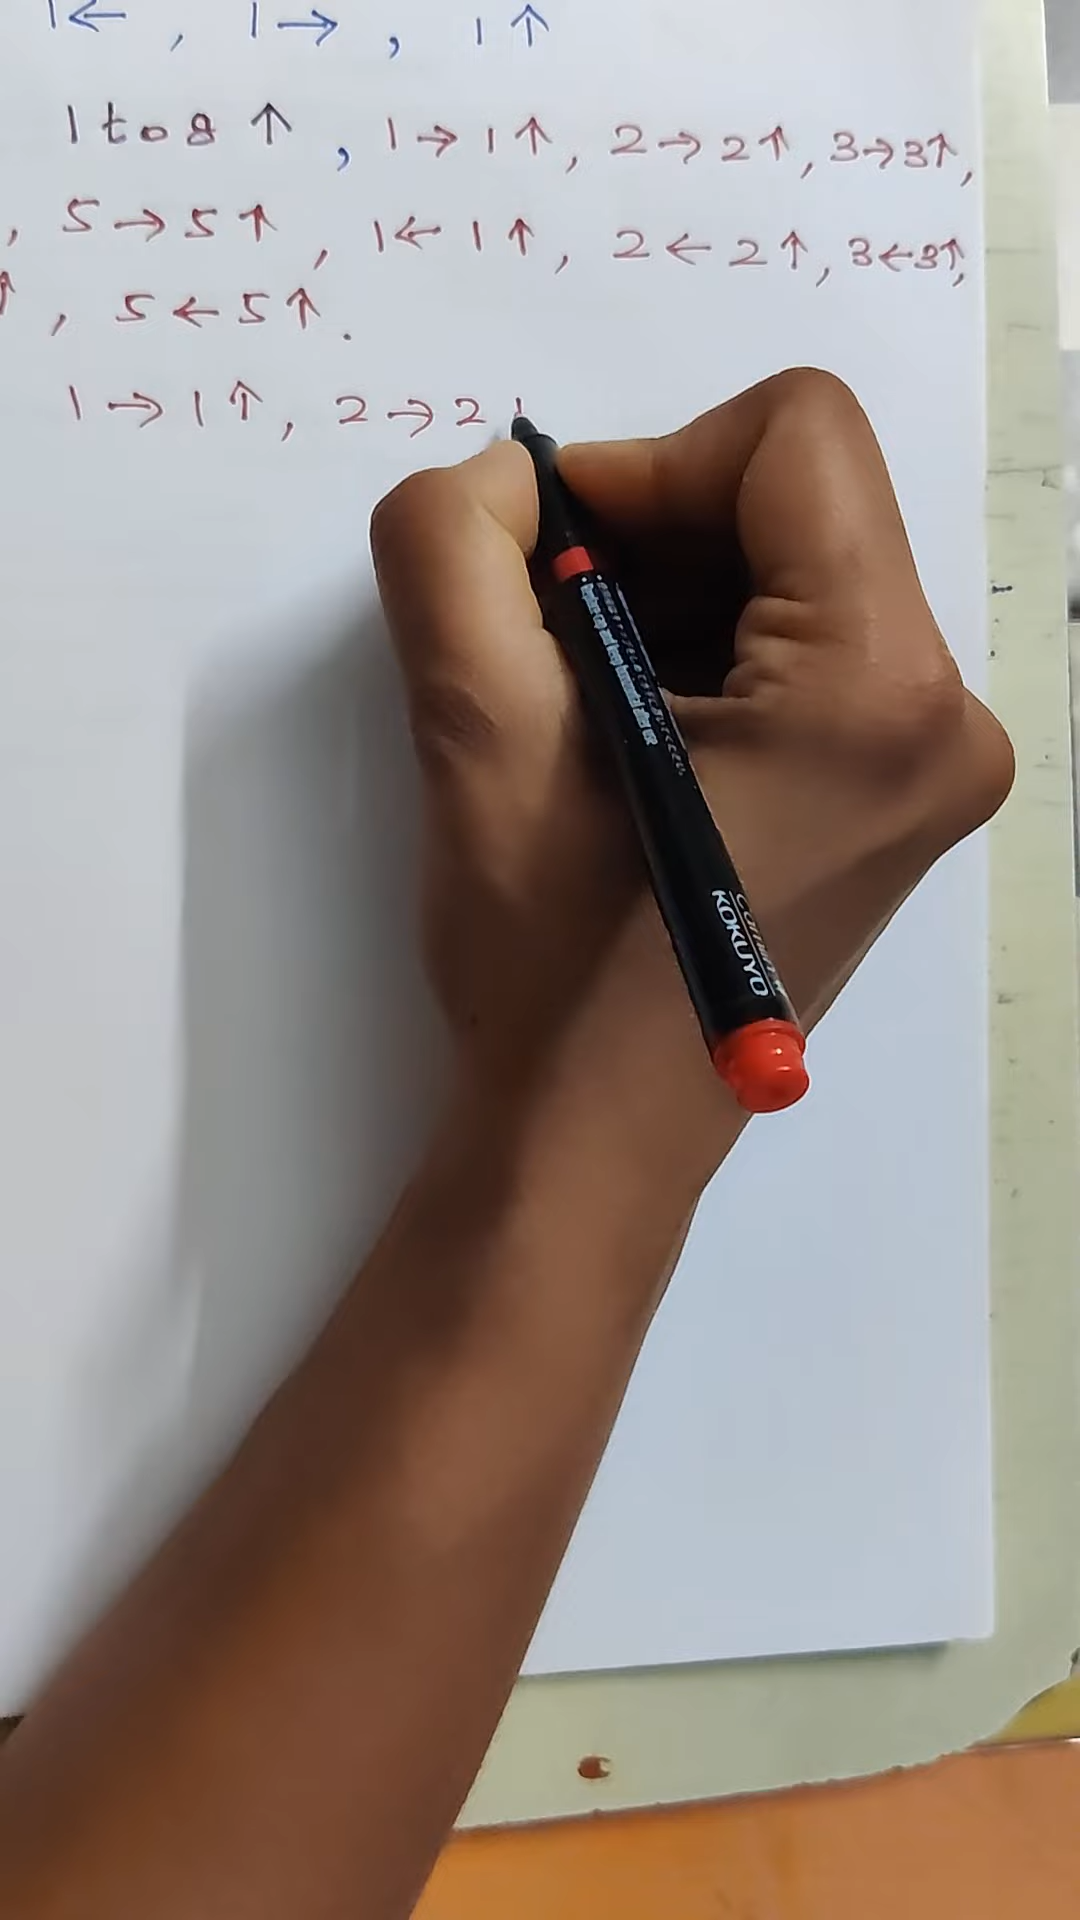 1← , 1→ , 1↑
1 to 8 ↑ , 1→1↑, 2→2↑, 3→3↑,
, 5→5↑ , 1←1↑, 2←2↑, 3←3↑,
↑, 5←5↑.
1→1↑, 2→2
KOKUYO